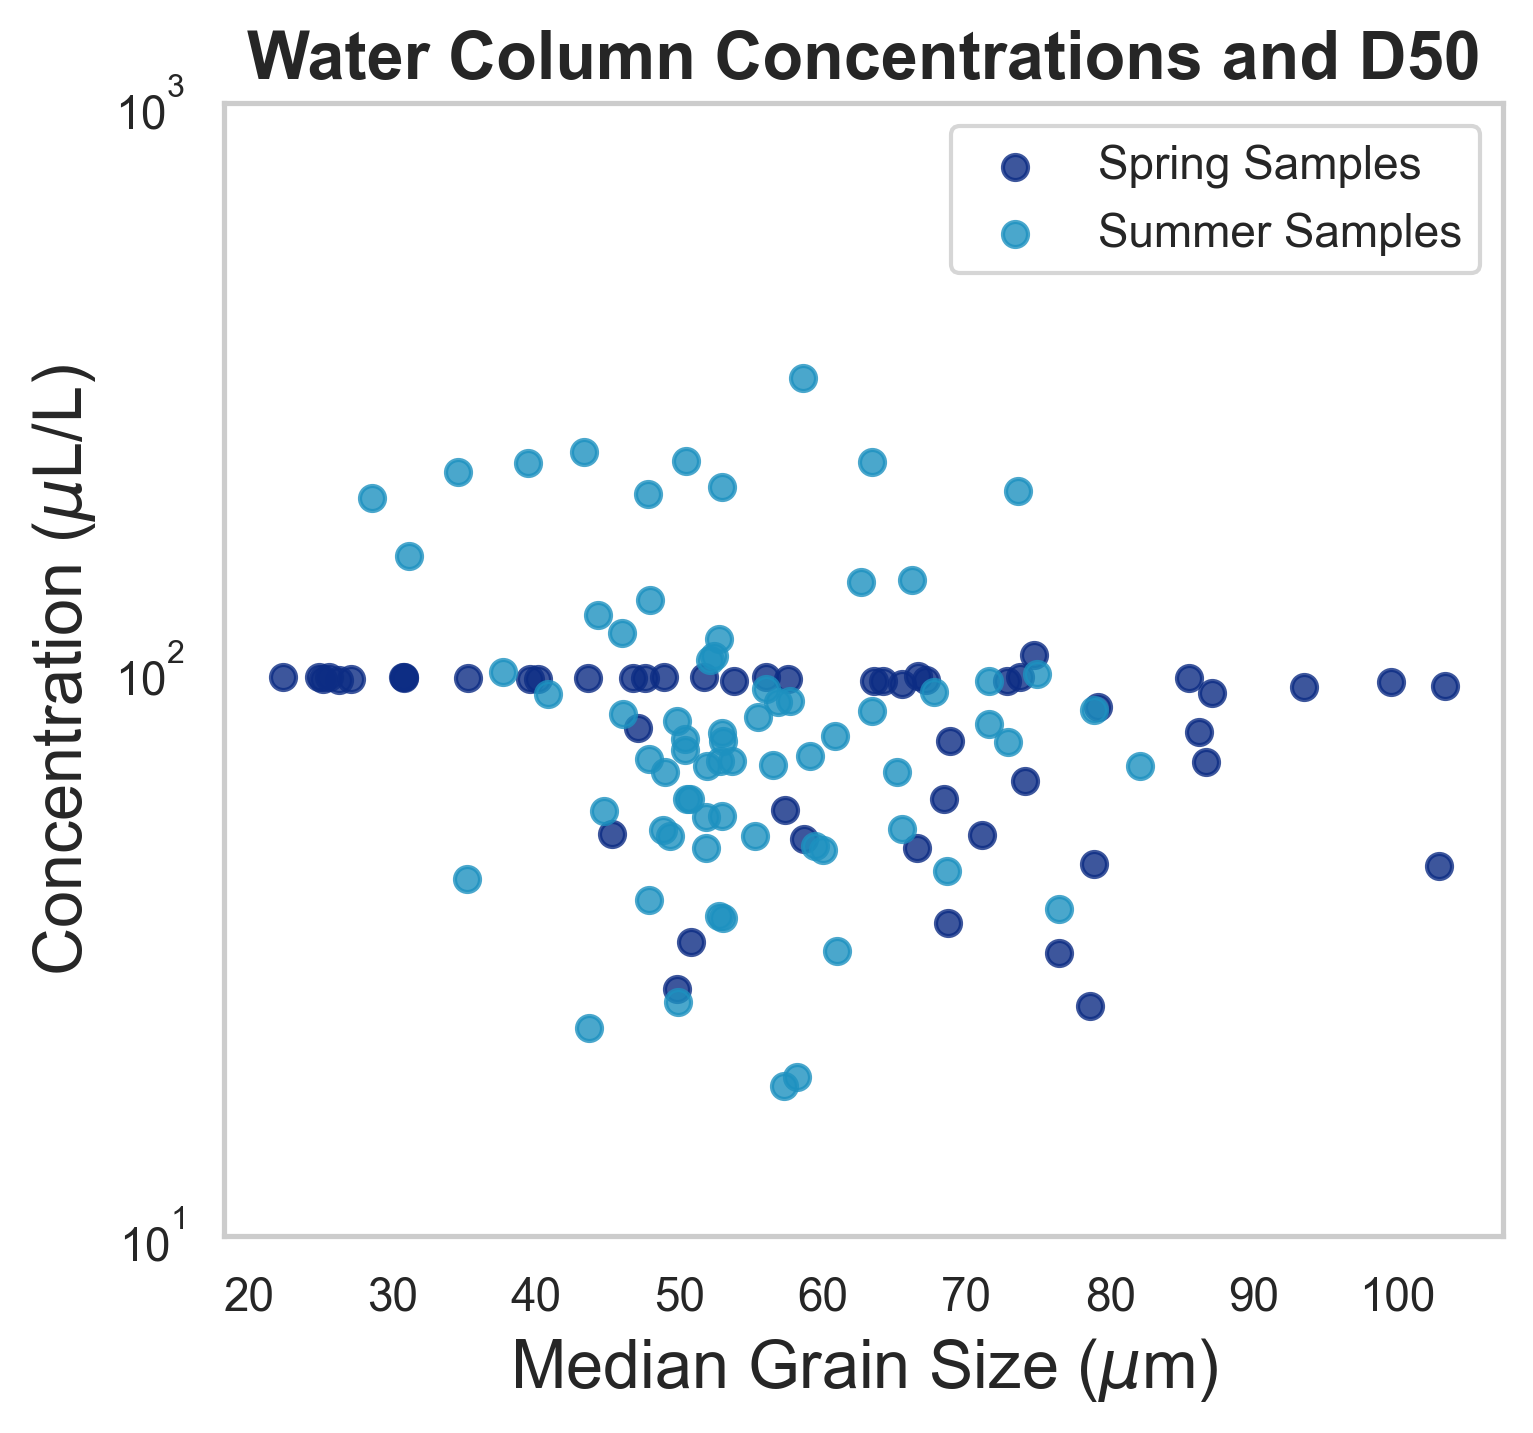 Water Column Concentrations and D50
10³
Spring Samples
Summer Samples
Concentration (μL/L)
10²
10¹
20 30 40 50 60 70 80 90 100
Median Grain Size (μm)